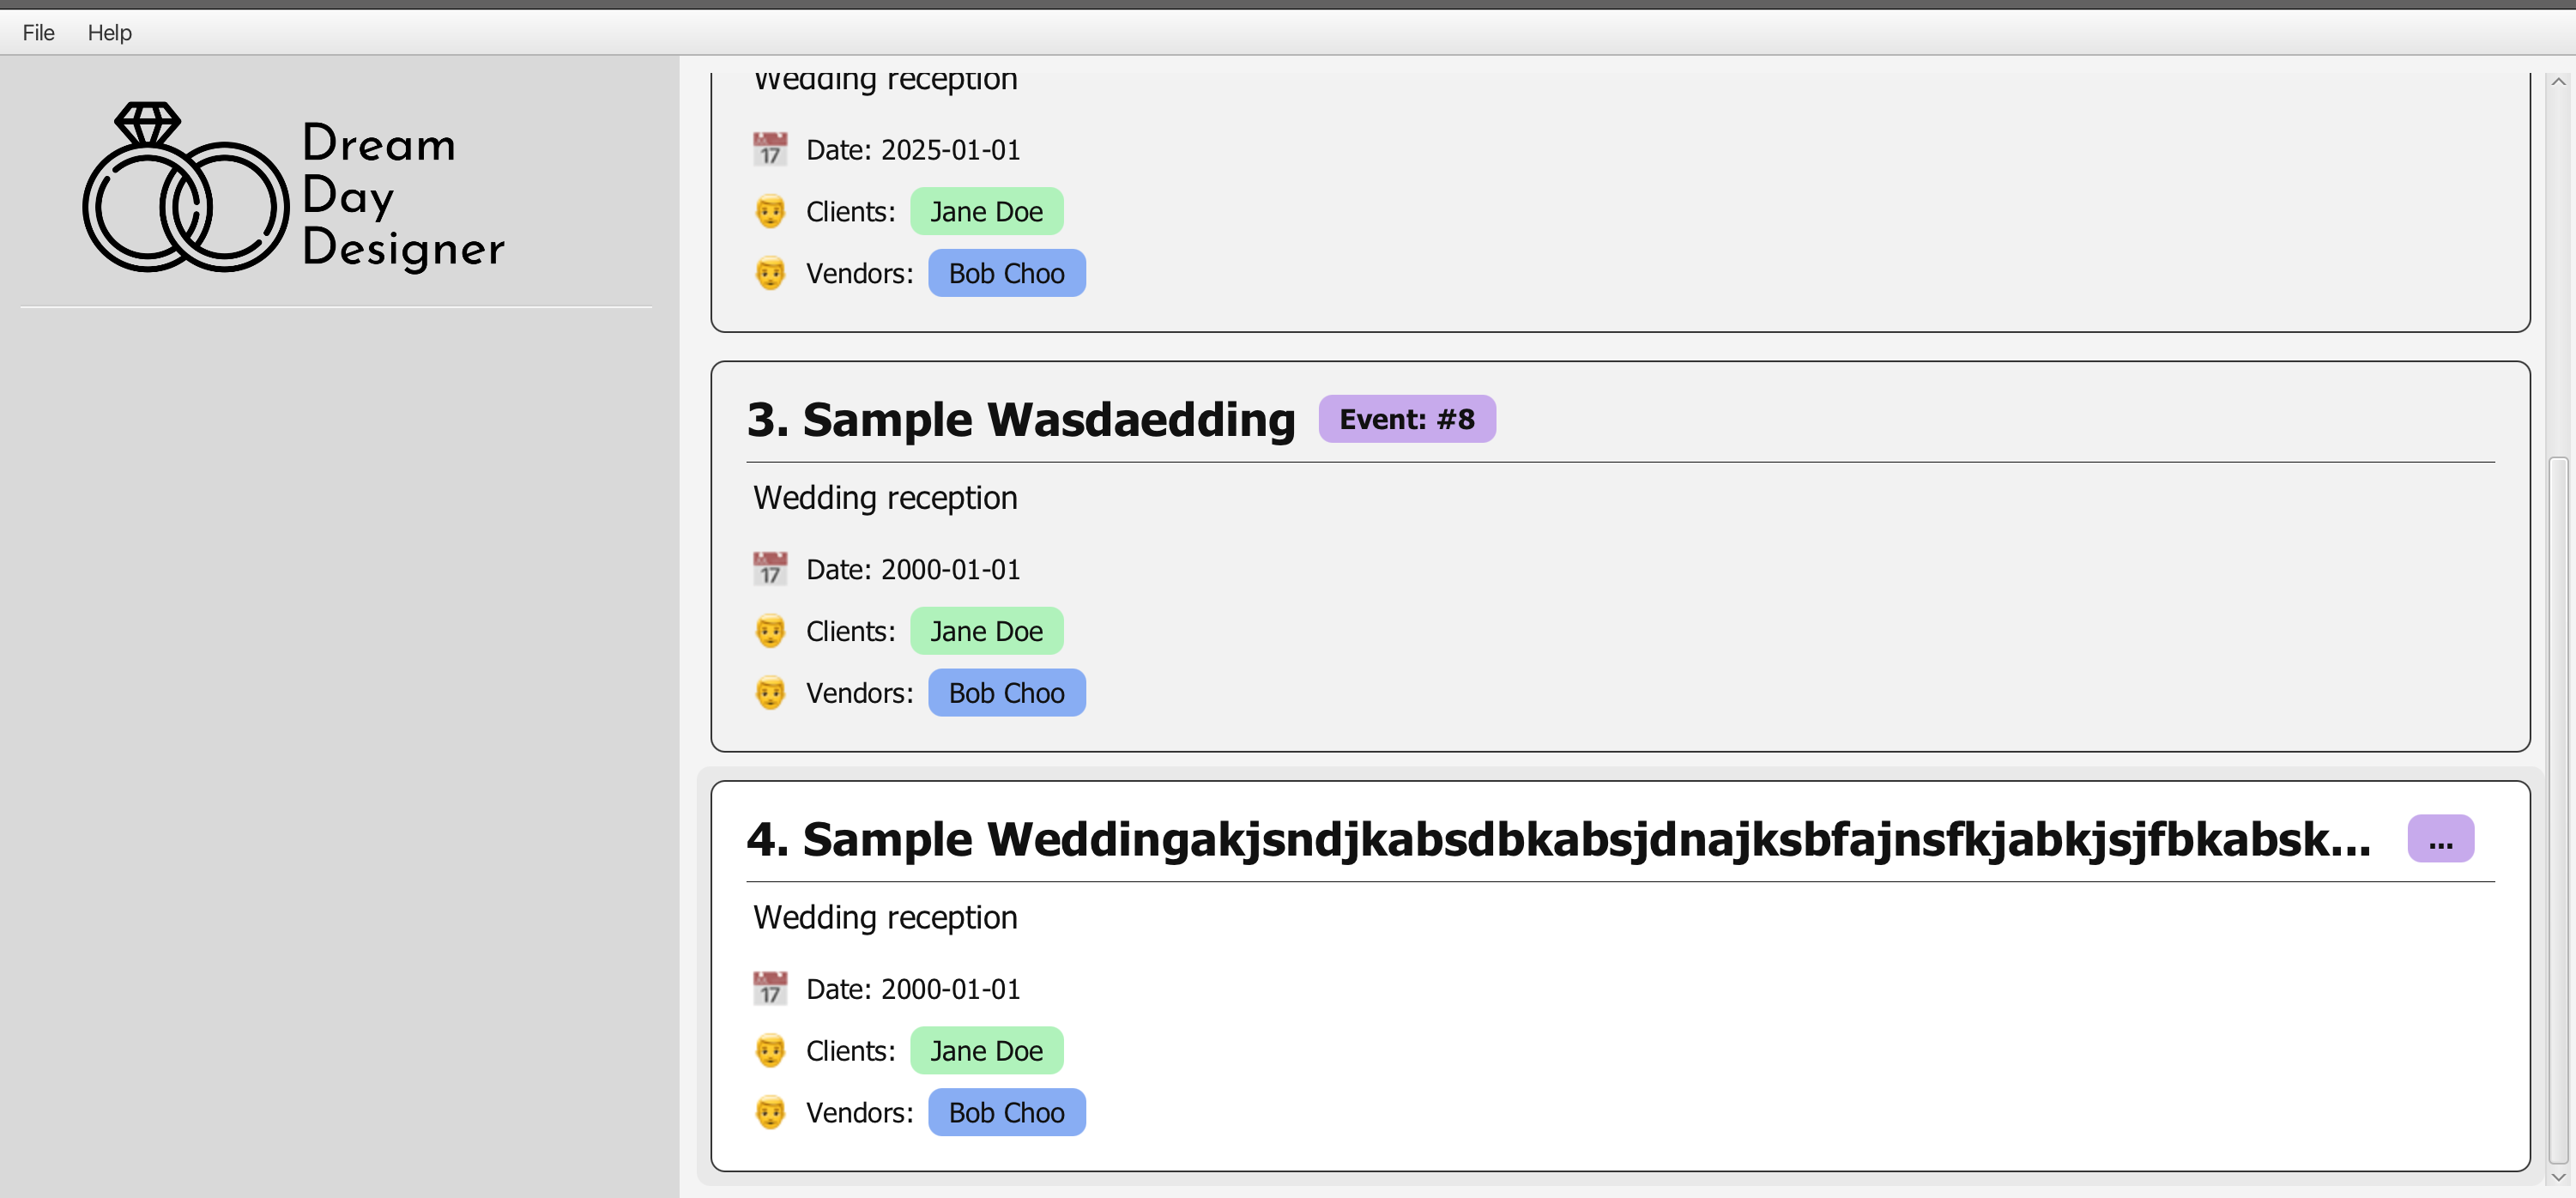 File Help
Dream
Day
Designer
Wedding reception
17 Date: 2025-01-01
Clients: Jane Doe
Vendors: Bob Choo
3. Sample Wasdaedding Event: #8
Wedding reception
17 Date: 2000-01-01
Clients: Jane Doe
Vendors: Bob Choo
4. Sample Weddingakjsndjkabsdbkabsjdnajksbfajnsfkjabkjsjfbkabsk... ...
Wedding reception
17 Date: 2000-01-01
Clients: Jane Doe
Vendors: Bob Choo